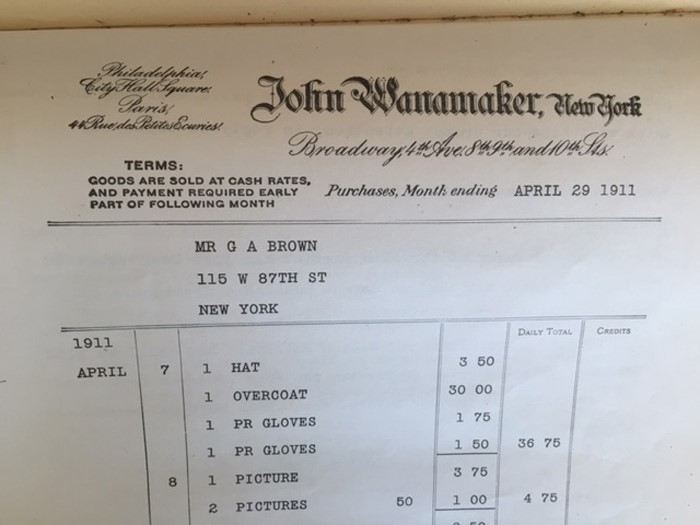 Philadelphia,
City Hall Square.
Paris,
44 Rue des Petites Ecuries.
John Wanamaker, New York
Broadway, 4th Ave. 8th 9th and 10th Sts.
TERMS:
GOODS ARE SOLD AT CASH RATES,
AND PAYMENT REQUIRED EARLY
PART OF FOLLOWING MONTH
Purchases, Month ending APRIL 29 1911
MR G A BROWN
115 W 87TH ST
NEW YORK
DAILY TOTAL CREDITS
1911
APRIL 7 1 HAT 3 50
1 OVERCOAT 30 00
1 PR GLOVES 1 75
1 PR GLOVES 1 50 36 75
8 1 PICTURE 3 75
2 PICTURES 50 1 00 4 75